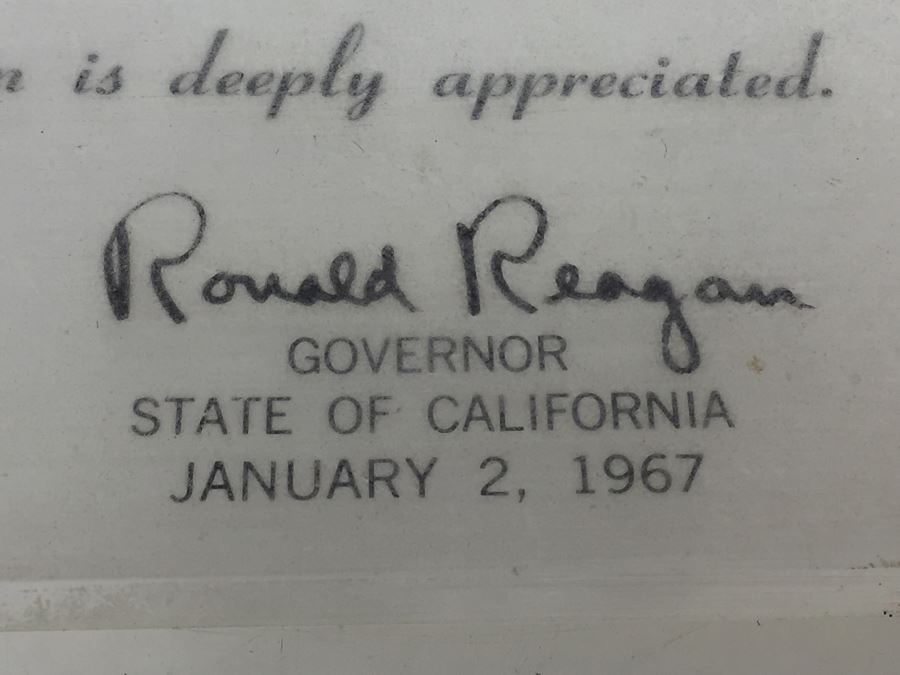 is deeply appreciated.
Ronald Reagan
GOVERNOR
STATE OF CALIFORNIA
JANUARY 2, 1967